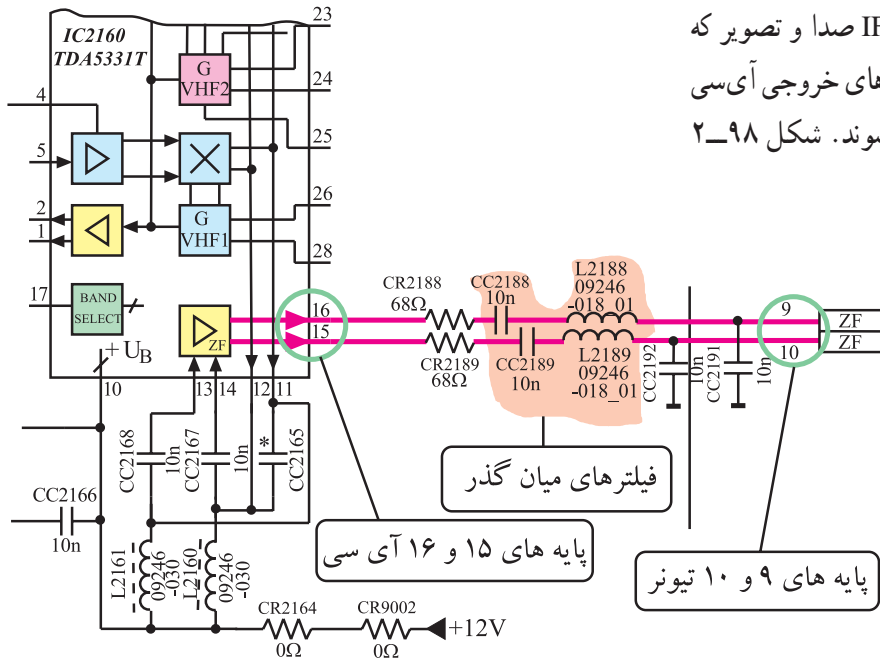 IF صدا و تصویر که
های خروجی آی‌سی
شوند. شکل ۹۸ــ۲
IC2160
TDA5331T
23
G
VHF2
24
4
25
5
26
2
G
VHF1
1
28
17
BAND
SELECT
+U_B
ZF
16
15
10
13
14
12
11
CR2188
68Ω
CC2188
10n
L2188
09246
-018_01
CR2189
68Ω
CC2189
10n
L2189
09246
-018_01
CC2192
10n
CC2191
10n
9
ZF
10
ZF
CC2168
10n
CC2167
10n
*
CC2165
CC2166
10n
فیلترهای میان گذر
پایه های ۱۵ و ۱۶ آی سی
پایه های ۹ و ۱۰ تیونر
L2161
09246
-030
L2160
09246
-030
CR2164
0Ω
CR9002
0Ω
+12V